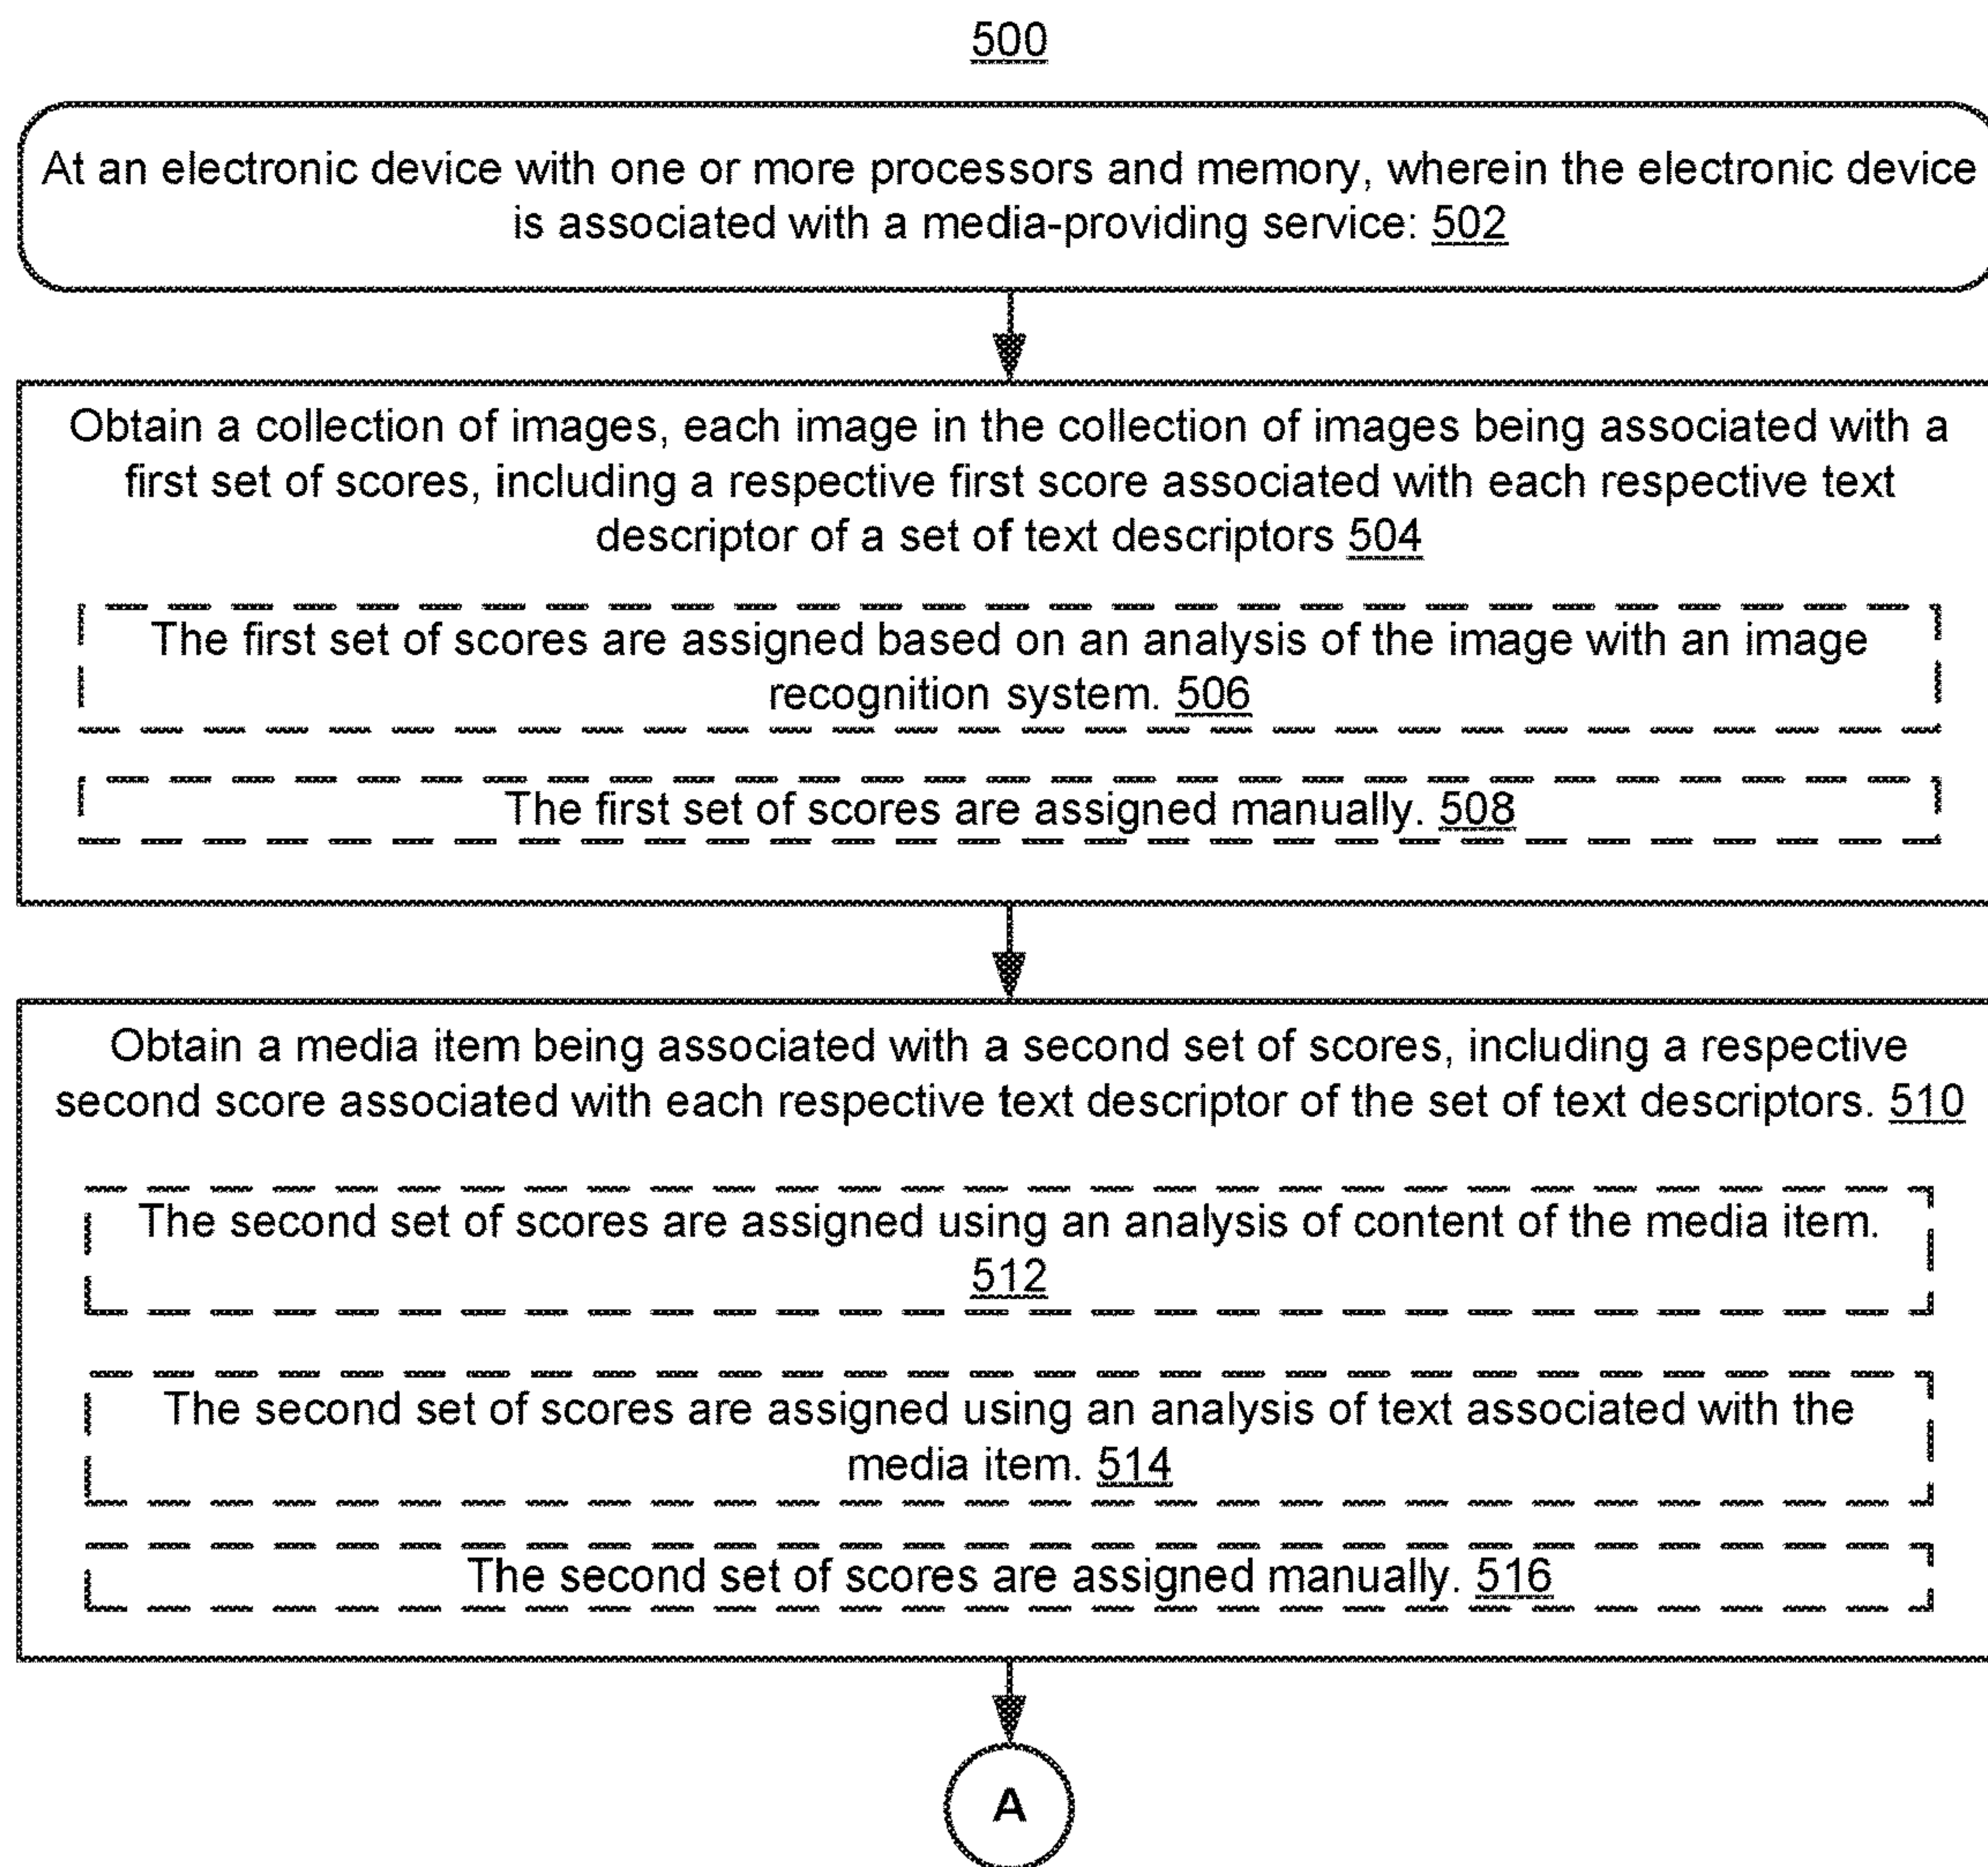 500
At an electronic device with one or more processors and memory, wherein the electronic device
is associated with a media-providing service: 502
Obtain a collection of images, each image in the collection of images being associated with a
first set of scores, including a respective first score associated with each respective text
descriptor of a set of text descriptors 504
The first set of scores are assigned based on an analysis of the image with an image
recognition system. 506
The first set of scores are assigned manually. 508
Obtain a media item being associated with a second set of scores, including a respective
second score associated with each respective text descriptor of the set of text descriptors. 510
The second set of scores are assigned using an analysis of content of the media item.
512
The second set of scores are assigned using an analysis of text associated with the
media item. 514
The second set of scores are assigned manually. 516
A